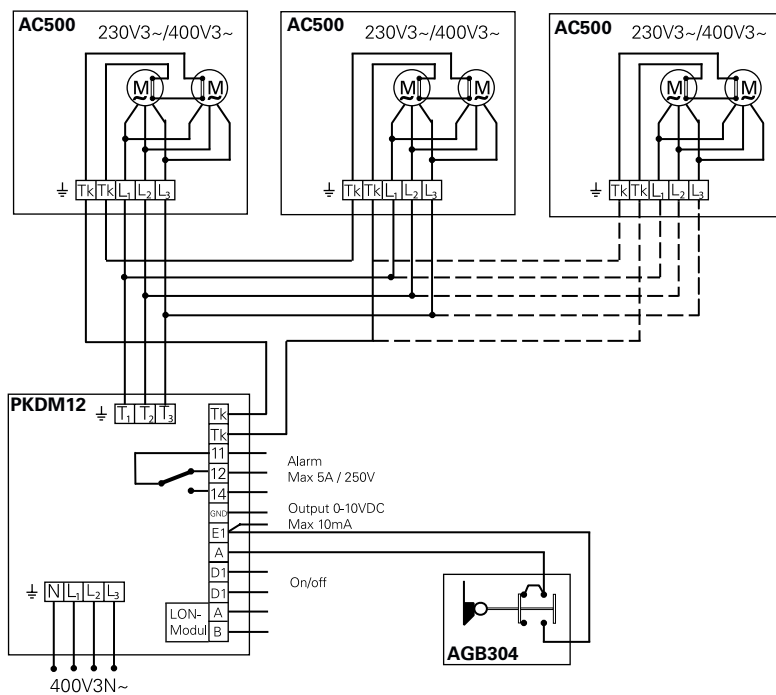 AC500 230V3~/400V3~
M M
Tk Tk L1 L2 L3
AC500 230V3~/400V3~
M M
Tk Tk L1 L2 L3
AC500 230V3~/400V3~
M M
Tk Tk L1 L2 L3
PKDM12
T1 T2 T3
Tk
Tk
11
12
14
GND
E1
A
D1
D1
A
B
Alarm
Max 5A / 250V
Output 0-10VDC
Max 10mA
On/off
LON-
Modul
N L1 L2 L3
400V3N~
AGB304